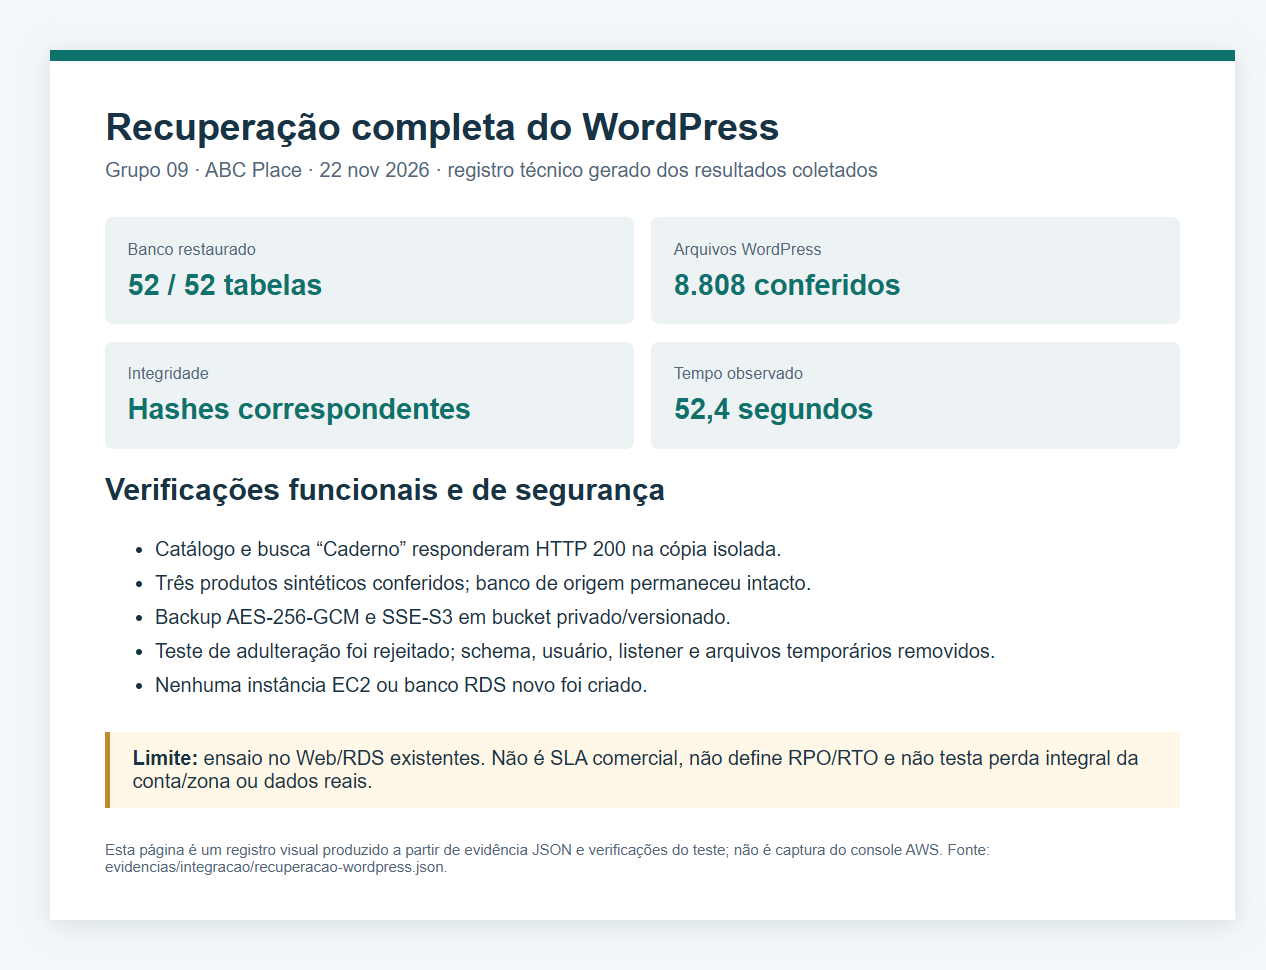 Recuperação completa do WordPress
Grupo 09 · ABC Place · 22 nov 2026 · registro técnico gerado dos resultados coletados
Banco restaurado
52 / 52 tabelas
Arquivos WordPress
8.808 conferidos
Integridade
Hashes correspondentes
Tempo observado
52,4 segundos
Verificações funcionais e de segurança
• Catálogo e busca “Caderno” responderam HTTP 200 na cópia isolada.
• Três produtos sintéticos conferidos; banco de origem permaneceu intacto.
• Backup AES-256-GCM e SSE-S3 em bucket privado/versionado.
• Teste de adulteração foi rejeitado; schema, usuário, listener e arquivos temporários removidos.
• Nenhuma instância EC2 ou banco RDS novo foi criado.
Limite: ensaio no Web/RDS existentes. Não é SLA comercial, não define RPO/RTO e não testa perda integral da
conta/zona ou dados reais.
Esta página é um registro visual produzido a partir de evidência JSON e verificações do teste; não é captura do console AWS. Fonte:
evidencias/integracao/recuperacao-wordpress.json.